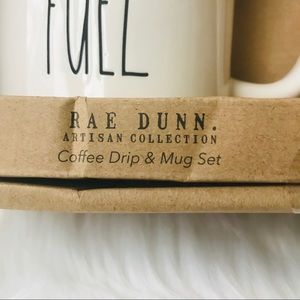 FUEL
RAE DUNN.
ARTISAN COLLECTION
Coffee Drip & Mug Set